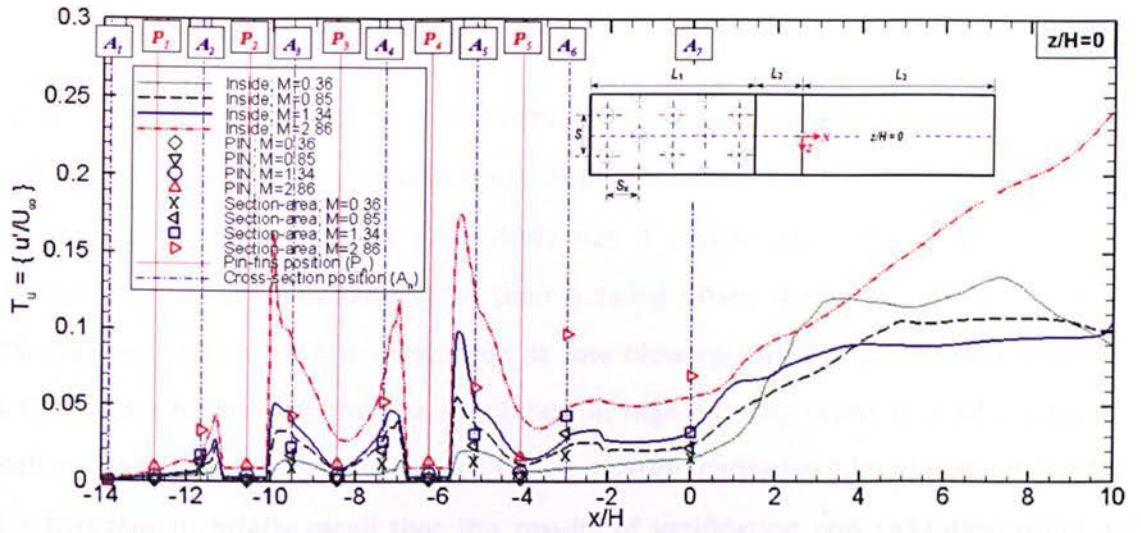 0.3
A1 P1 A2 P2 A3 P3 A4 P4 A5 P5 A6 A7 z/H=0
0.25
0.2
0.15
0.1
0.05
0
Tu = {u'/U∞}
Inside; M=0.36
Inside; M=0.85
Inside; M=1.34
Inside; M=2.86
PIN; M=0.36
PIN; M=0.85
PIN; M=1.34
PIN; M=2.86
Section-area; M=0.36
Section-area; M=0.85
Section-area; M=1.34
Section-area; M=2.86
Pin-fins position (Pn)
Cross-section position (An)
L1 L2 L3
S
Sx
X
Z
z/H = 0
-14 -12 -10 -8 -6 -4 -2 0 2 4 6 8 10
x/H